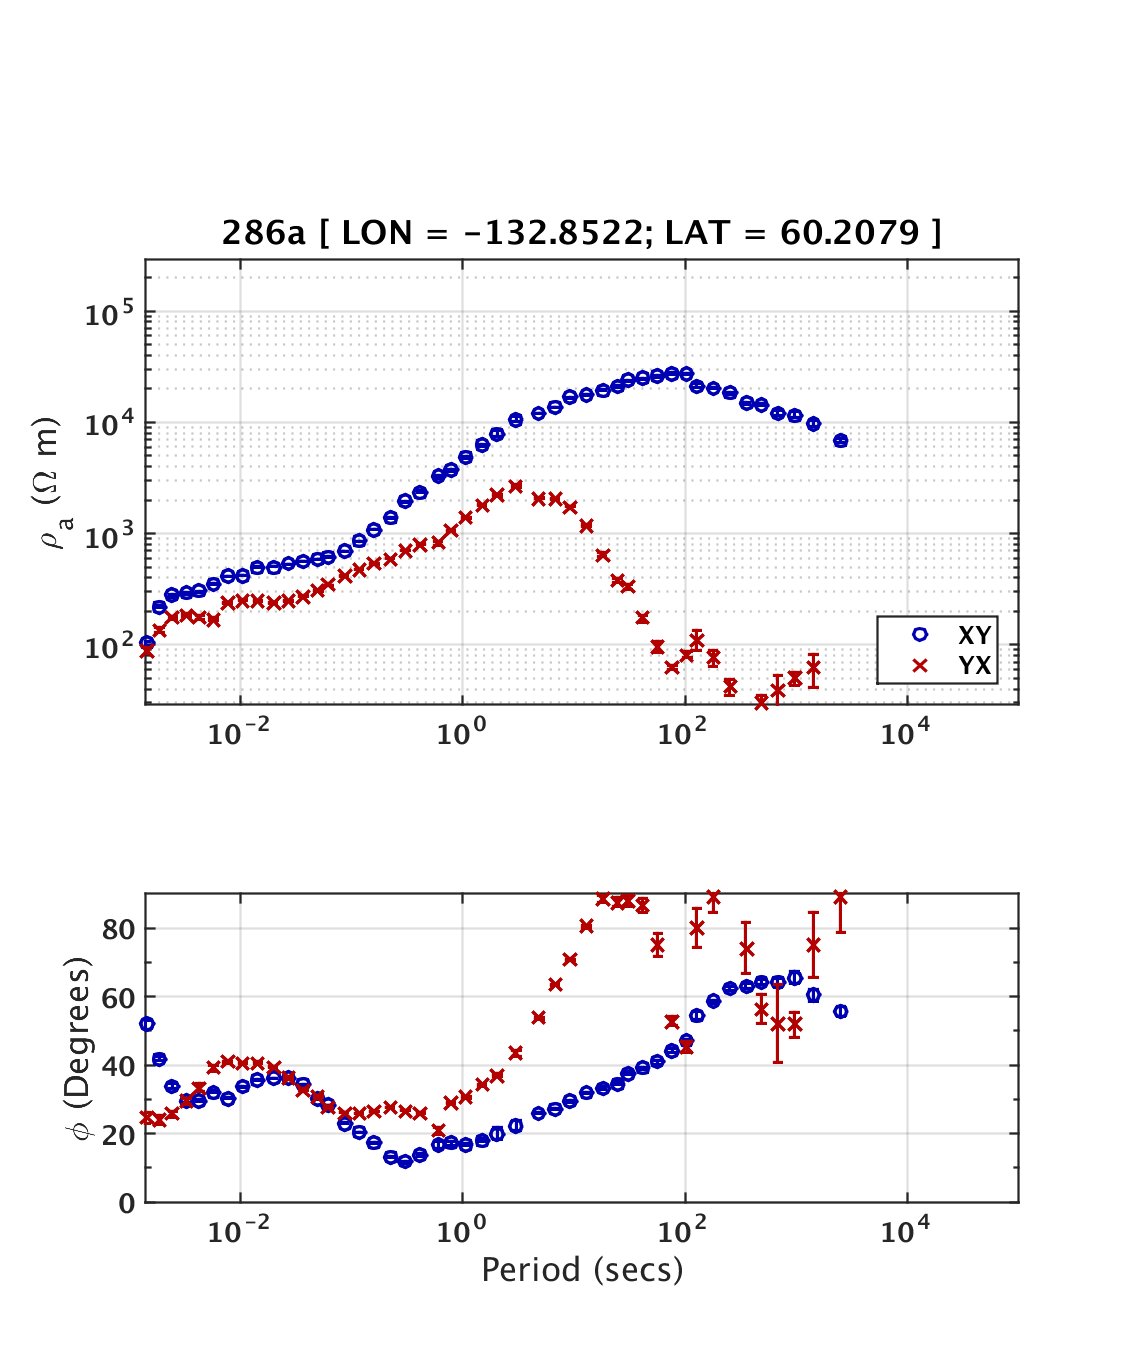 286a [ LON = -132.8522; LAT = 60.2079 ]
10^5
10^4
10^3
10^2
ρ_a (Ω m)
XY
YX
10^-2 10^0 10^2 10^4
80
60
40
20
0
ϕ (Degrees)
10^-2 10^0 10^2 10^4
Period (secs)